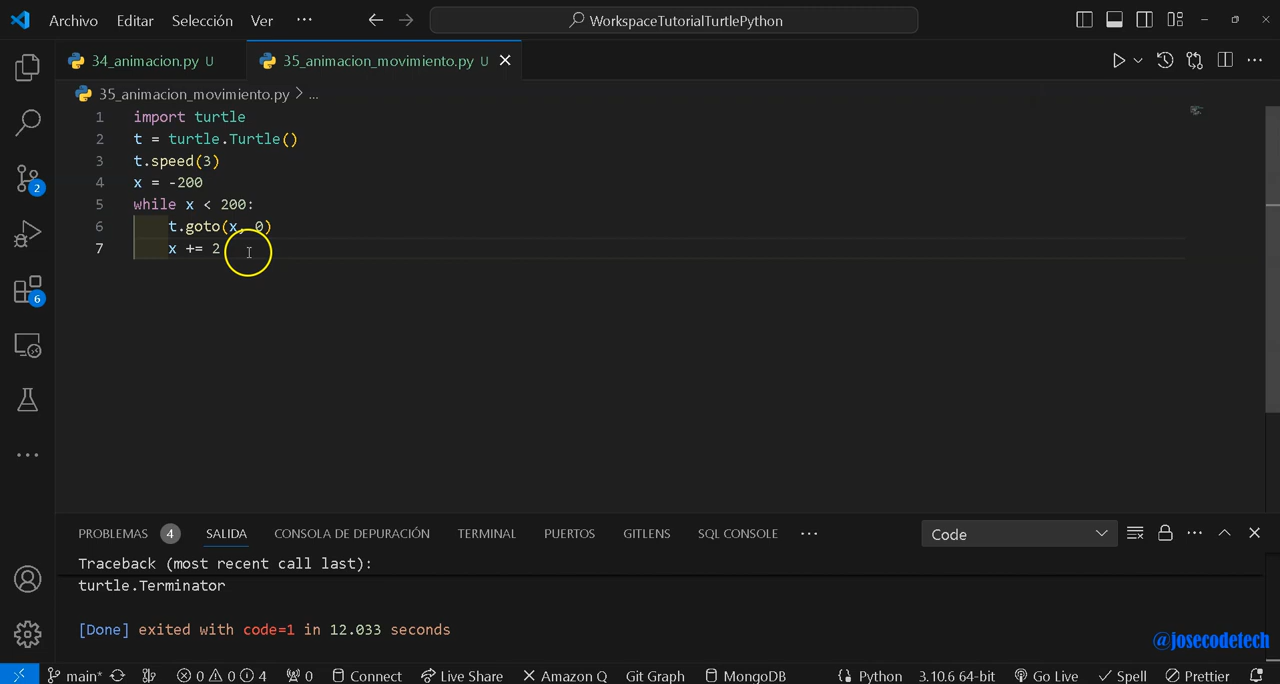 Archivo Editar Selección Ver ··· WorkspaceTutorialTurtlePython
34_animacion.py U 35_animacion_movimiento.py U
35_animacion_movimiento.py > ...
1 import turtle
2 t = turtle.Turtle()
3 t.speed(3)
4 x = -200
5 while x < 200:
6 t.goto(x, 0)
7 x += 2
2
6
PROBLEMAS 4 SALIDA CONSOLA DE DEPURACIÓN TERMINAL PUERTOS GITLENS SQL CONSOLE ··· Code
Traceback (most recent call last):
turtle.Terminator
[Done] exited with code=1 in 12.033 seconds
@josecodetech
main* 0 0 4 0 Connect Live Share Amazon Q Git Graph MongoDB Python 3.10.6 64-bit Go Live Spell Prettier